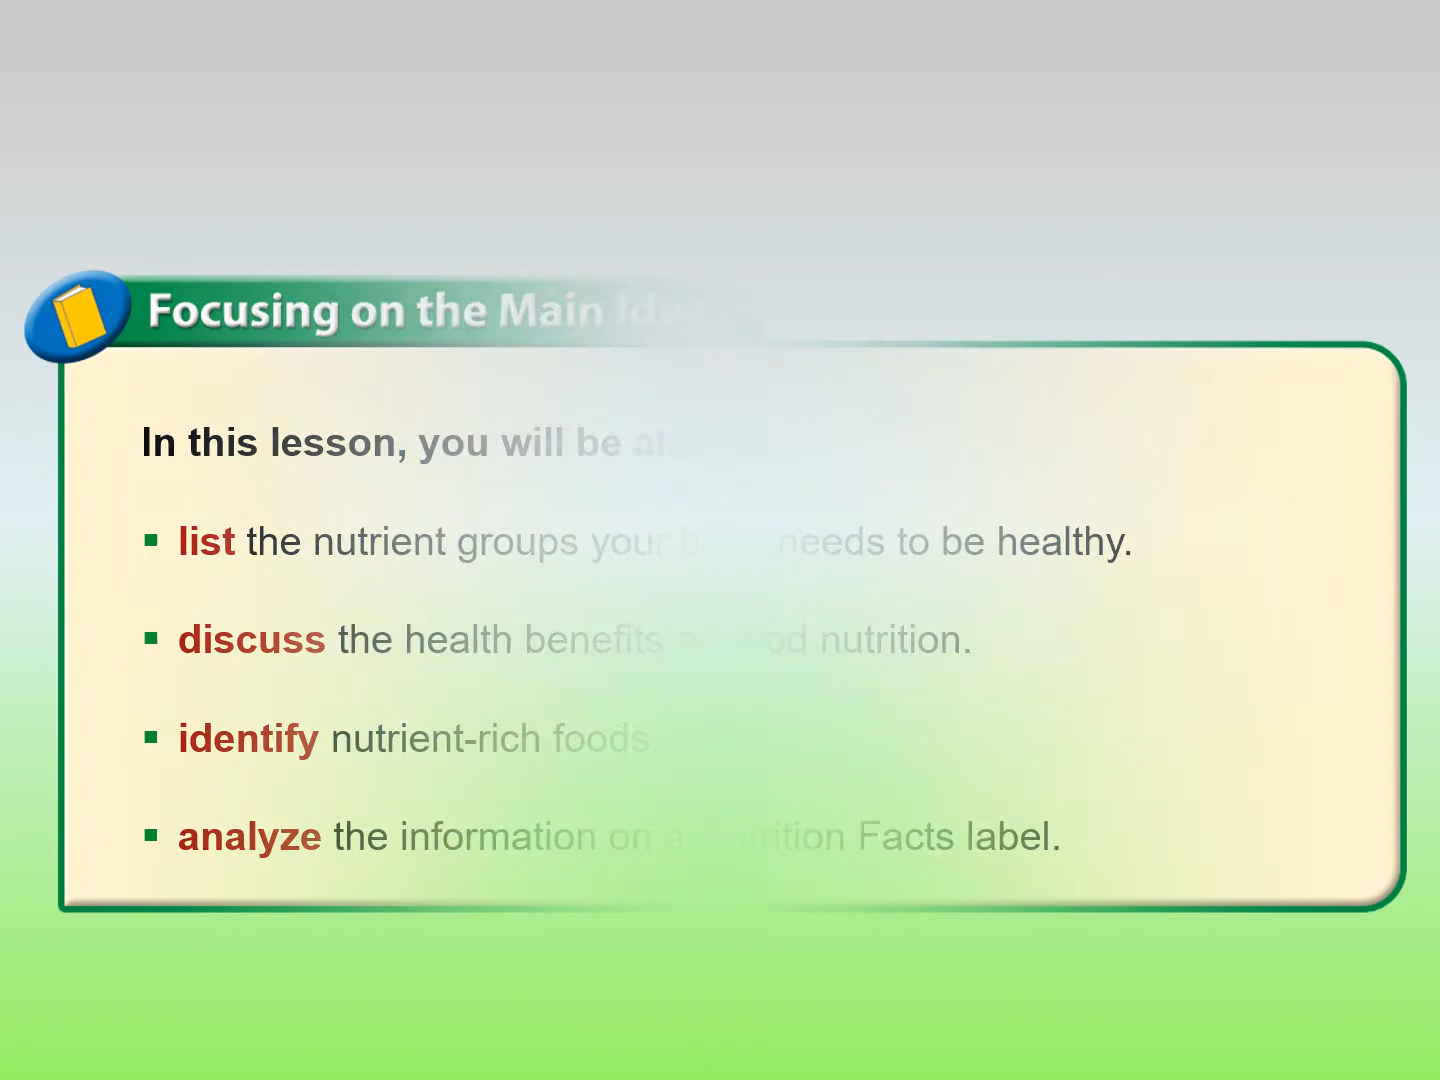 Focusing on the Main
In this lesson, you will be
▪ list the nutrient groups your needs to be healthy.
▪ discuss the health benefits nutrition.
▪ identify nutrient-rich foods.
▪ analyze the information on Facts label.